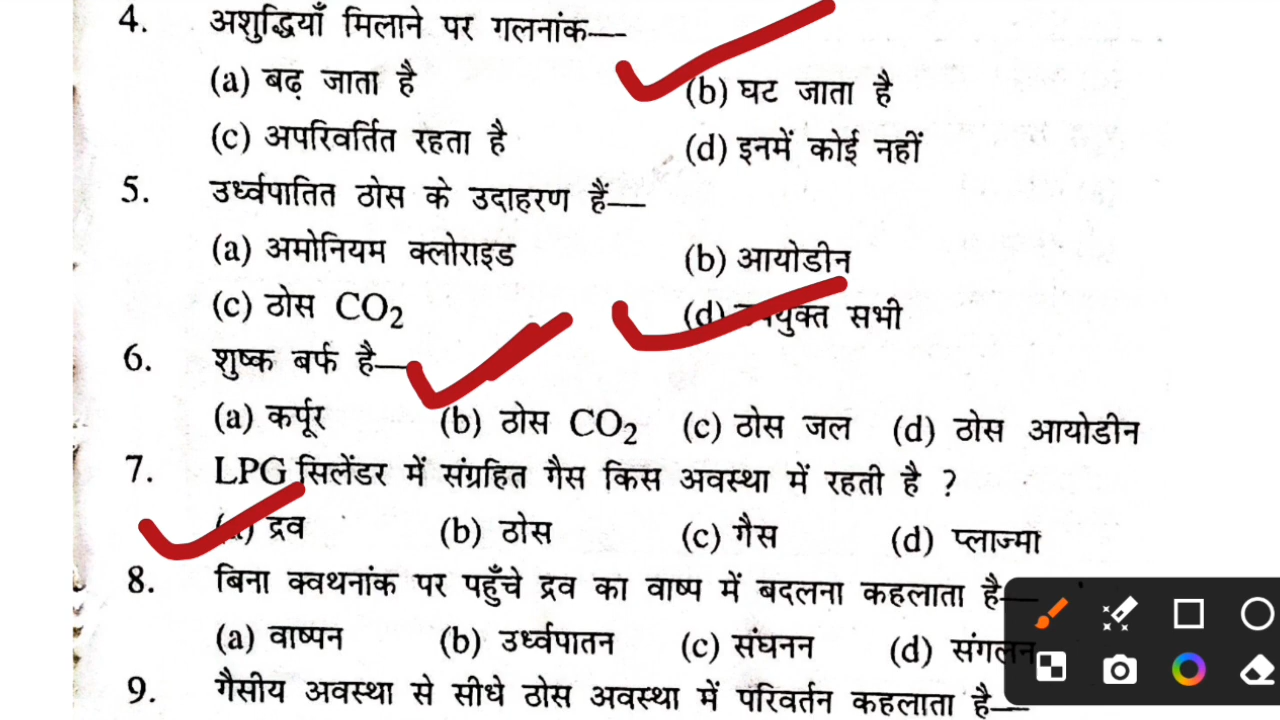 4. अशुद्धियाँ मिलाने पर गलनांक—
(a) बढ़ जाता है (b) घट जाता है
(c) अपरिवर्तित रहता है (d) इनमें कोई नहीं
5. उर्ध्वपातित ठोस के उदाहरण हैं—
(a) अमोनियम क्लोराइड (b) आयोडीन
(c) ठोस CO₂ (d) सभी
6. शुष्क बर्फ है—
(a) कर्पूर (b) ठोस CO₂ (c) ठोस जल (d) ठोस आयोडीन
7. LPG सिलेंडर में संग्रहित गैस किस अवस्था में रहती है ?
द्रव (b) ठोस (c) गैस (d) प्लाज्मा
8. बिना क्वथनांक पर पहुँचे द्रव का वाष्प में बदलना कहलाता है—
(a) वाष्पन (b) उर्ध्वपातन (c) संघनन (d) संगलन
9. गैसीय अवस्था से सीधे ठोस अवस्था में परिवर्तन कहलाता है—